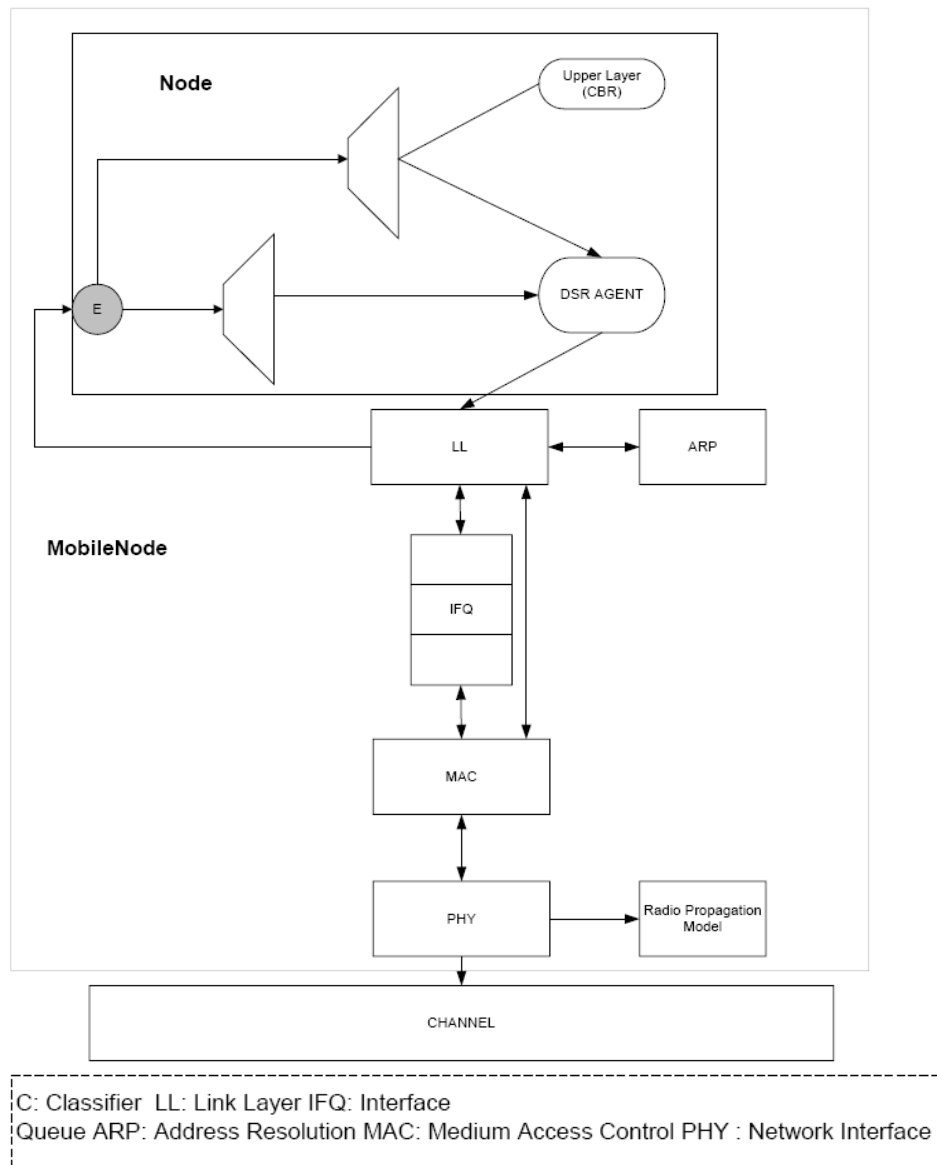 Node
Upper Layer
(CBR)
E
DSR AGENT
LL
ARP
MobileNode
IFQ
MAC
PHY
Radio Propagation
Model
CHANNEL
C: Classifier LL: Link Layer IFQ: Interface
Queue ARP: Address Resolution MAC: Medium Access Control PHY : Network Interface